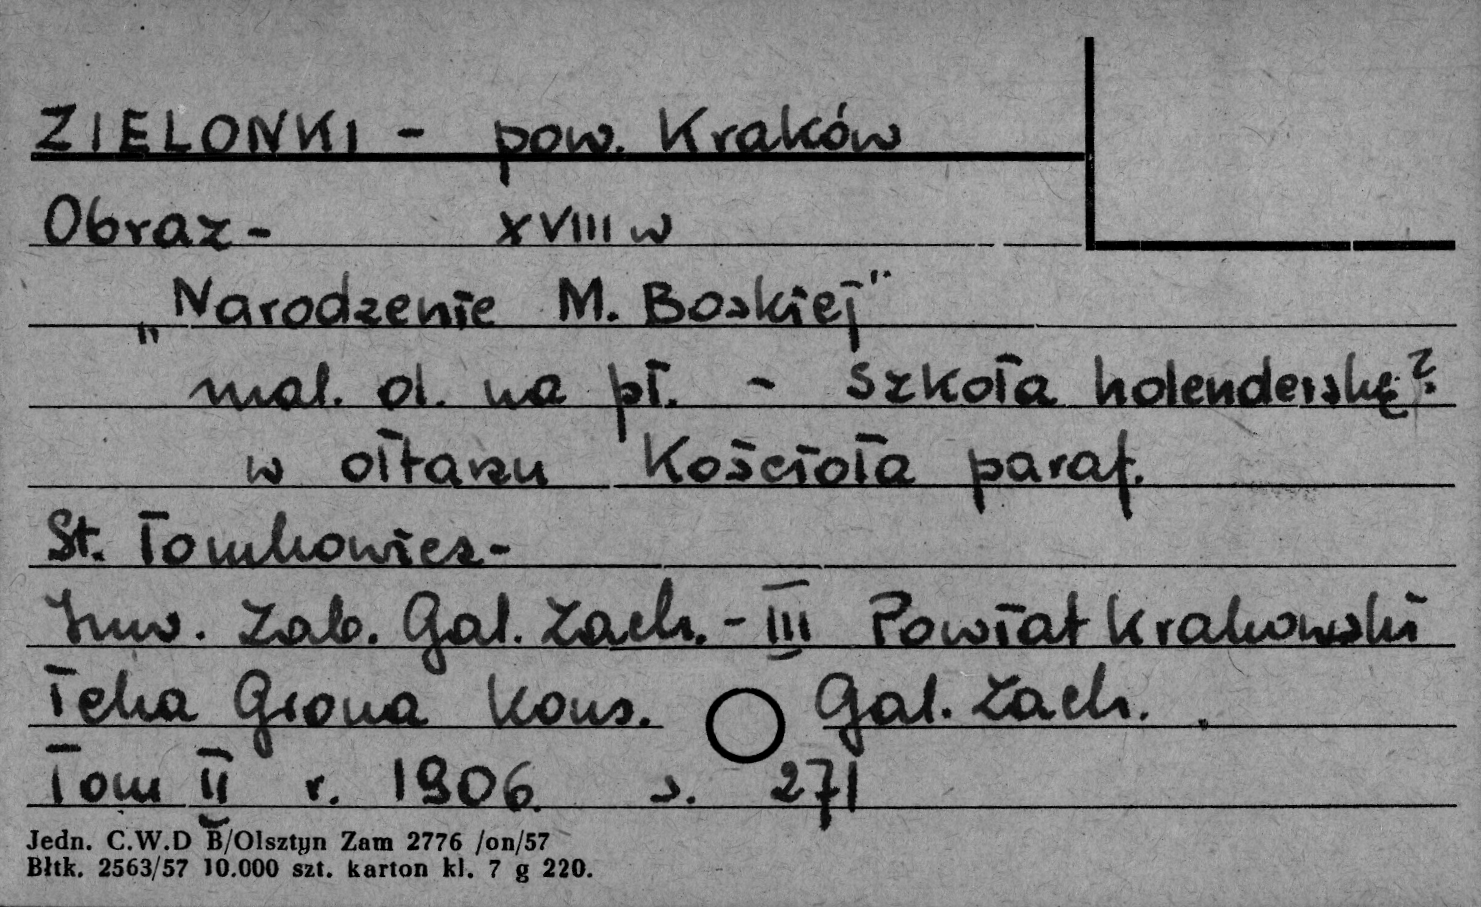 ZIELONKI - pow. Kraków
Obraz - XVIII w
„Narodzenie M. Boskiej"
mal. ol. na pł. - szkoła holenderska?
w ołtarzu Kościoła paraf.
St. Tomkowicz -
Inw. Zab. Gal. Zach. - III Powiat Krakowski
Teka Grona Kons. Gal. Zach.
Tom II r. 1906 s. 271
Jedn. C.W.D B/Olsztyn Zam 2776 /on/57
Błtk. 2563/57 10.000 szt. karton kl. 7 g 220.